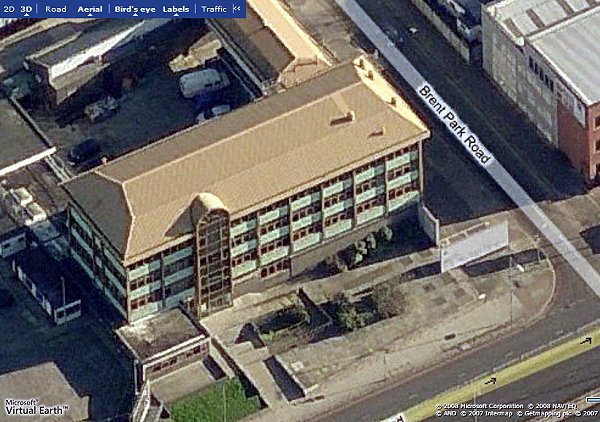 2D 3D Road Aerial Bird's eye Labels Traffic <<
Brent Park Road
Microsoft®
Virtual Earth™
© 2008 Microsoft Corporation © 2008 NAVTEQ
© AND © 2007 Intermap © Getmapping plc © 2007